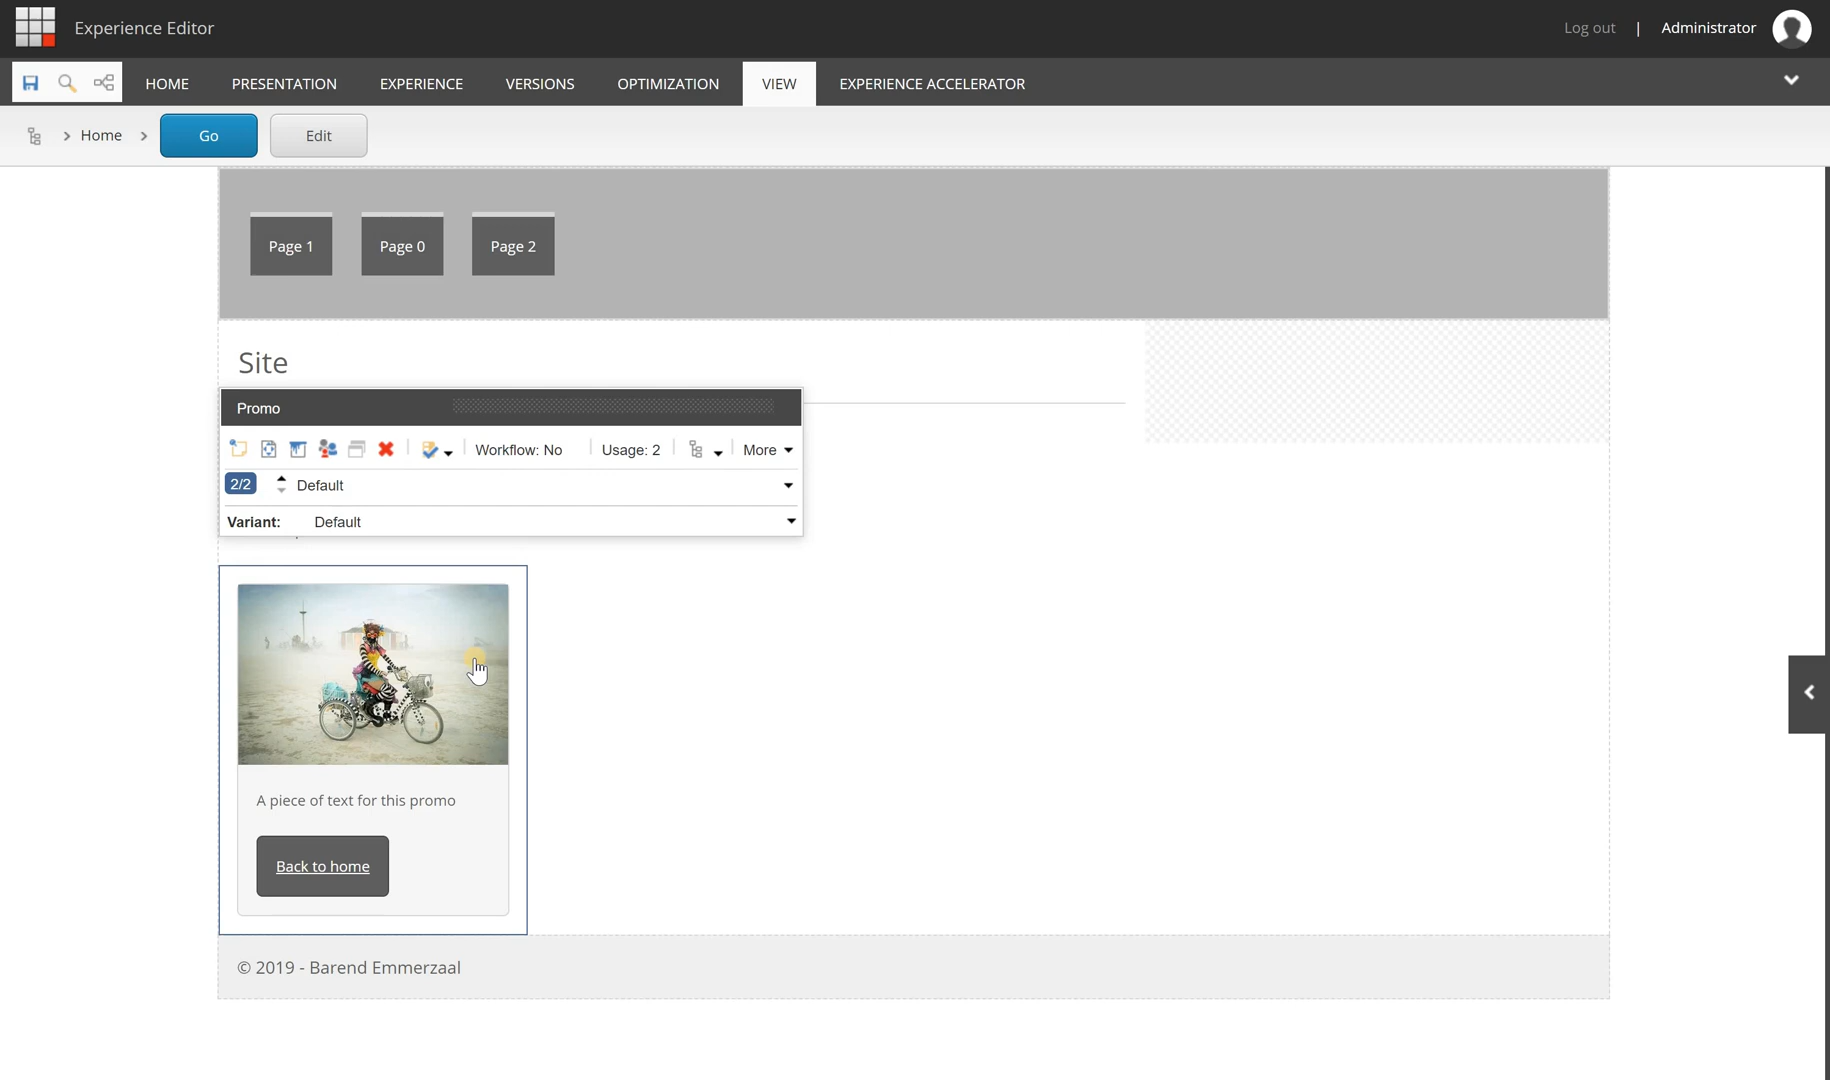 Experience Editor
Log out | Administrator
HOME PRESENTATION EXPERIENCE VERSIONS OPTIMIZATION VIEW EXPERIENCE ACCELERATOR
Home Go Edit
Page 1 Page 0 Page 2
Site
Promo
Workflow: No Usage: 2 More
2/2 Default
Variant: Default
A piece of text for this promo
Back to home
© 2019 - Barend Emmerzaal